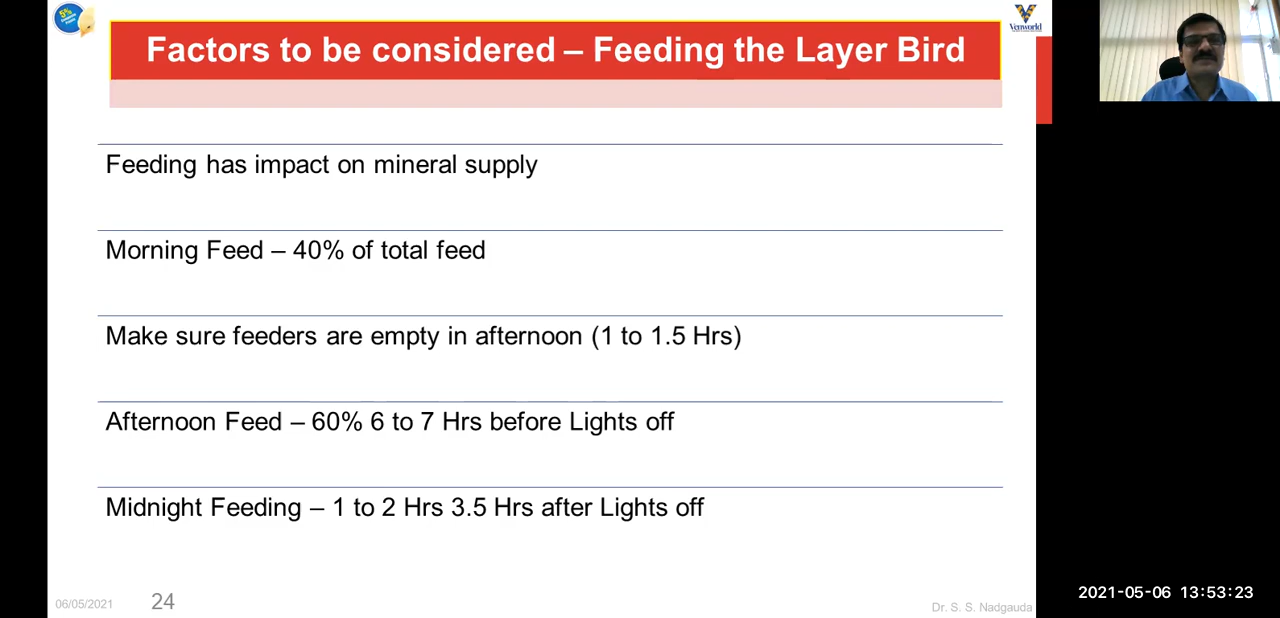 5%
Venworld
Factors to be considered – Feeding the Layer Bird
Feeding has impact on mineral supply
Morning Feed – 40% of total feed
Make sure feeders are empty in afternoon (1 to 1.5 Hrs)
Afternoon Feed – 60% 6 to 7 Hrs before Lights off
Midnight Feeding – 1 to 2 Hrs 3.5 Hrs after Lights off
06/05/2021
24
Dr. S. S. Nadgauda
2021-05-06 13:53:23